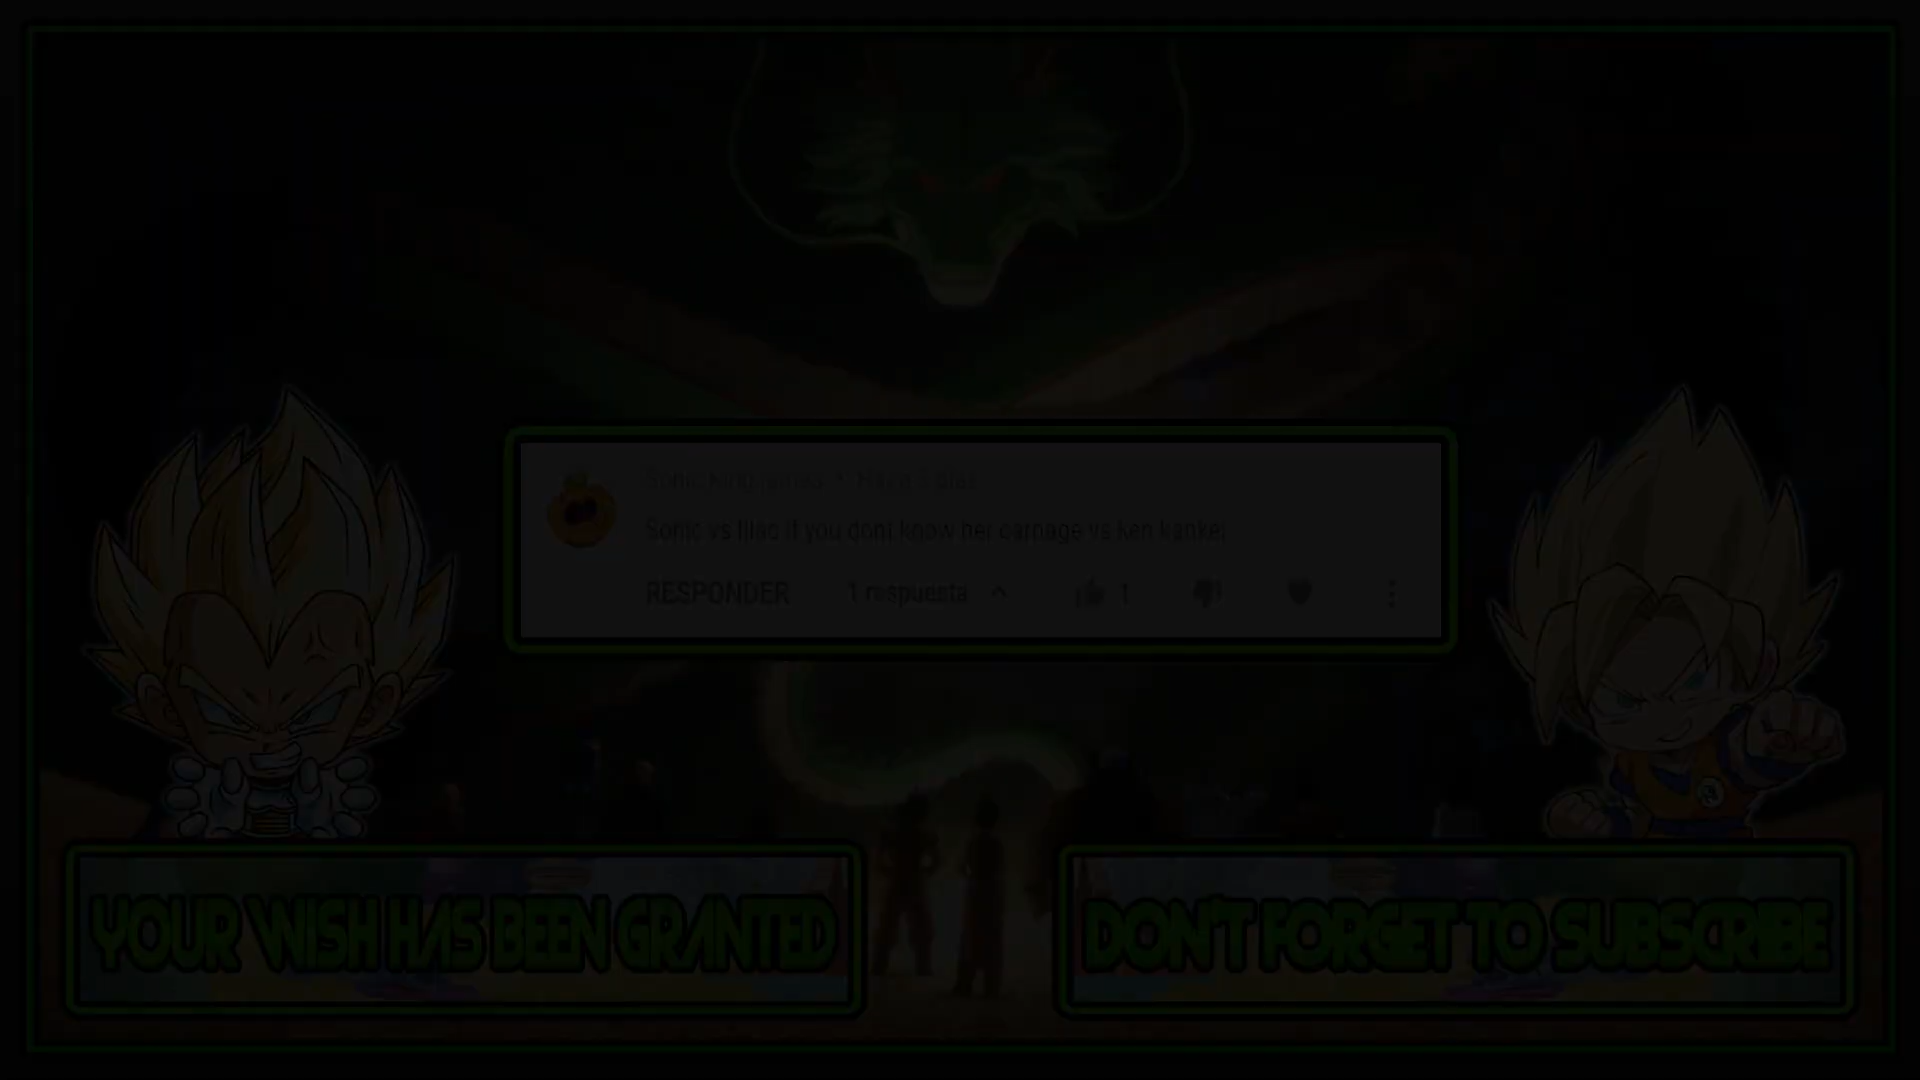 Sonic vs lilac if you dont know her carnage vs ken kankei
RESPONDER 1 respuesta 1
YOUR WISH HAS BEEN GRANTED
DON'T FORGET TO SUBSCRIBE